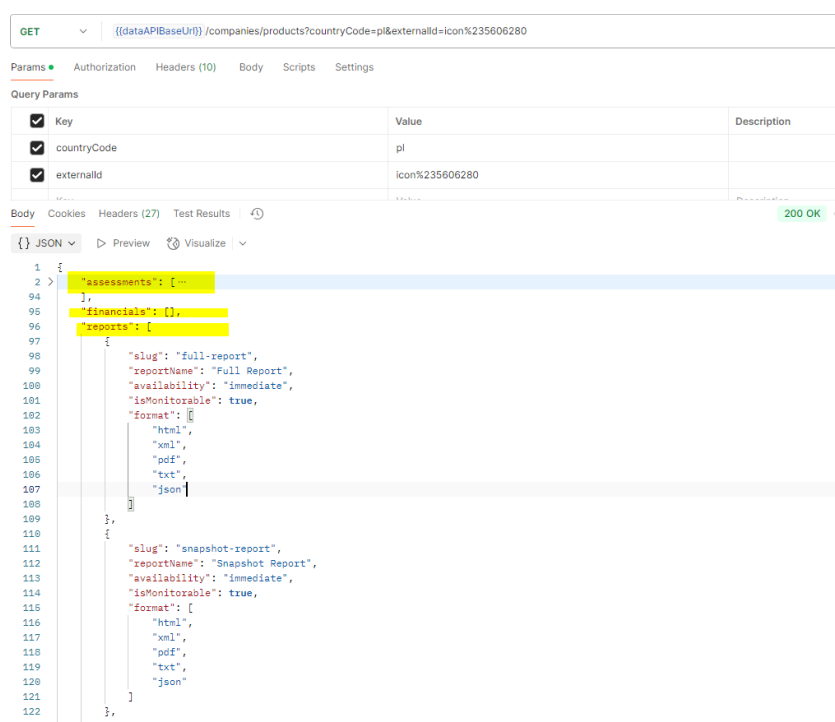 GET {{dataAPIBaseUrl}} /companies/products?countryCode=pl&externalId=icon%235606280
Params Authorization Headers (10) Body Scripts Settings
Query Params
Key Value Description
countryCode pl
externalId icon%235606280
Body Cookies Headers (27) Test Results 200 OK
{} JSON Preview Visualize
1 {
2 "assessments": [ ...
94 ],
95 "financials": [],
96 "reports": [
97 {
98 "slug": "full-report",
99 "reportName": "Full Report",
100 "availability": "immediate",
101 "isMonitorable": true,
102 "format": [
103 "html",
104 "xml",
105 "pdf",
106 "txt",
107 "json"
108 ]
109 },
110 {
111 "slug": "snapshot-report",
112 "reportName": "Snapshot Report",
113 "availability": "immediate",
114 "isMonitorable": true,
115 "format": [
116 "html",
117 "xml",
118 "pdf",
119 "txt",
120 "json"
121 ]
122 },